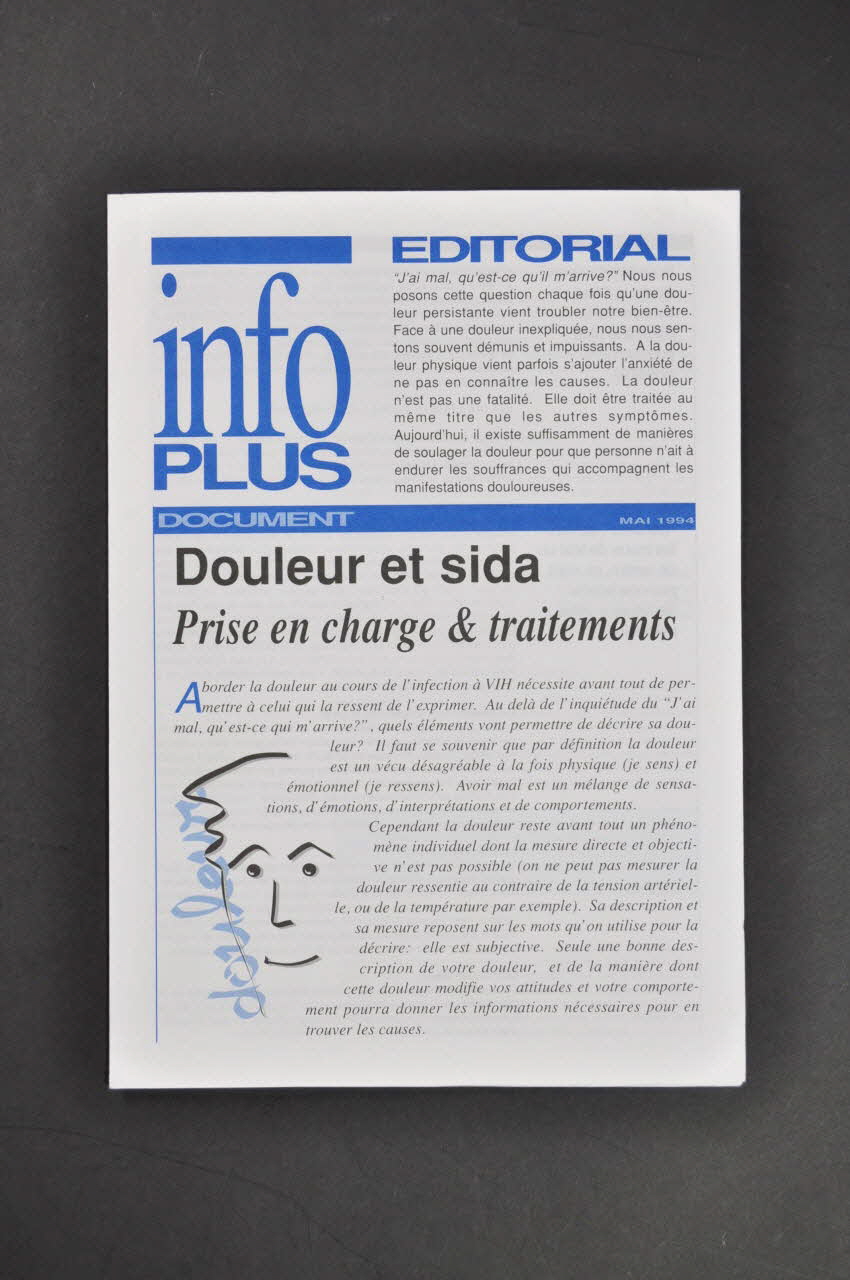 info
PLUS
EDITORIAL
“J'ai mal, qu'est-ce qu'il m'arrive?” Nous nous
posons cette question chaque fois qu'une dou-
leur persistante vient troubler notre bien-être.
Face à une douleur inexpliquée, nous nous sen-
tons souvent démunis et impuissants. A la dou-
leur physique vient parfois s'ajouter l'anxiété de
ne pas en connaître les causes. La douleur
n'est pas une fatalité. Elle doit être traitée au
même titre que les autres symptômes.
Aujourd'hui, il existe suffisamment de manières
de soulager la douleur pour que personne n'ait à
endurer les souffrances qui accompagnent les
manifestations douloureuses.
DOCUMENT
MAI 1994
Douleur et sida
Prise en charge & traitements
Aborder la douleur au cours de l'infection à VIH nécessite avant tout de per-
mettre à celui qui la ressent de l'exprimer. Au delà de l'inquiétude du “J'ai
mal, qu'est-ce qui m'arrive?”, quels éléments vont permettre de décrire sa dou-
leur? Il faut se souvenir que par définition la douleur
est un vécu désagréable à la fois physique (je sens) et
émotionnel (je ressens). Avoir mal est un mélange de sensa-
tions, d'émotions, d'interprétations et de comportements.
Cependant la douleur reste avant tout un phéno-
mène individuel dont la mesure directe et objecti-
ve n'est pas possible (on ne peut pas mesurer la
douleur ressentie au contraire de la tension artériel-
le, ou de la température par exemple). Sa description et
sa mesure reposent sur les mots qu'on utilise pour la
décrire: elle est subjective. Seule une bonne des-
cription de votre douleur, et de la manière dont
cette douleur modifie vos attitudes et votre comporte-
ment pourra donner les informations nécessaires pour en
trouver les causes.
douleur